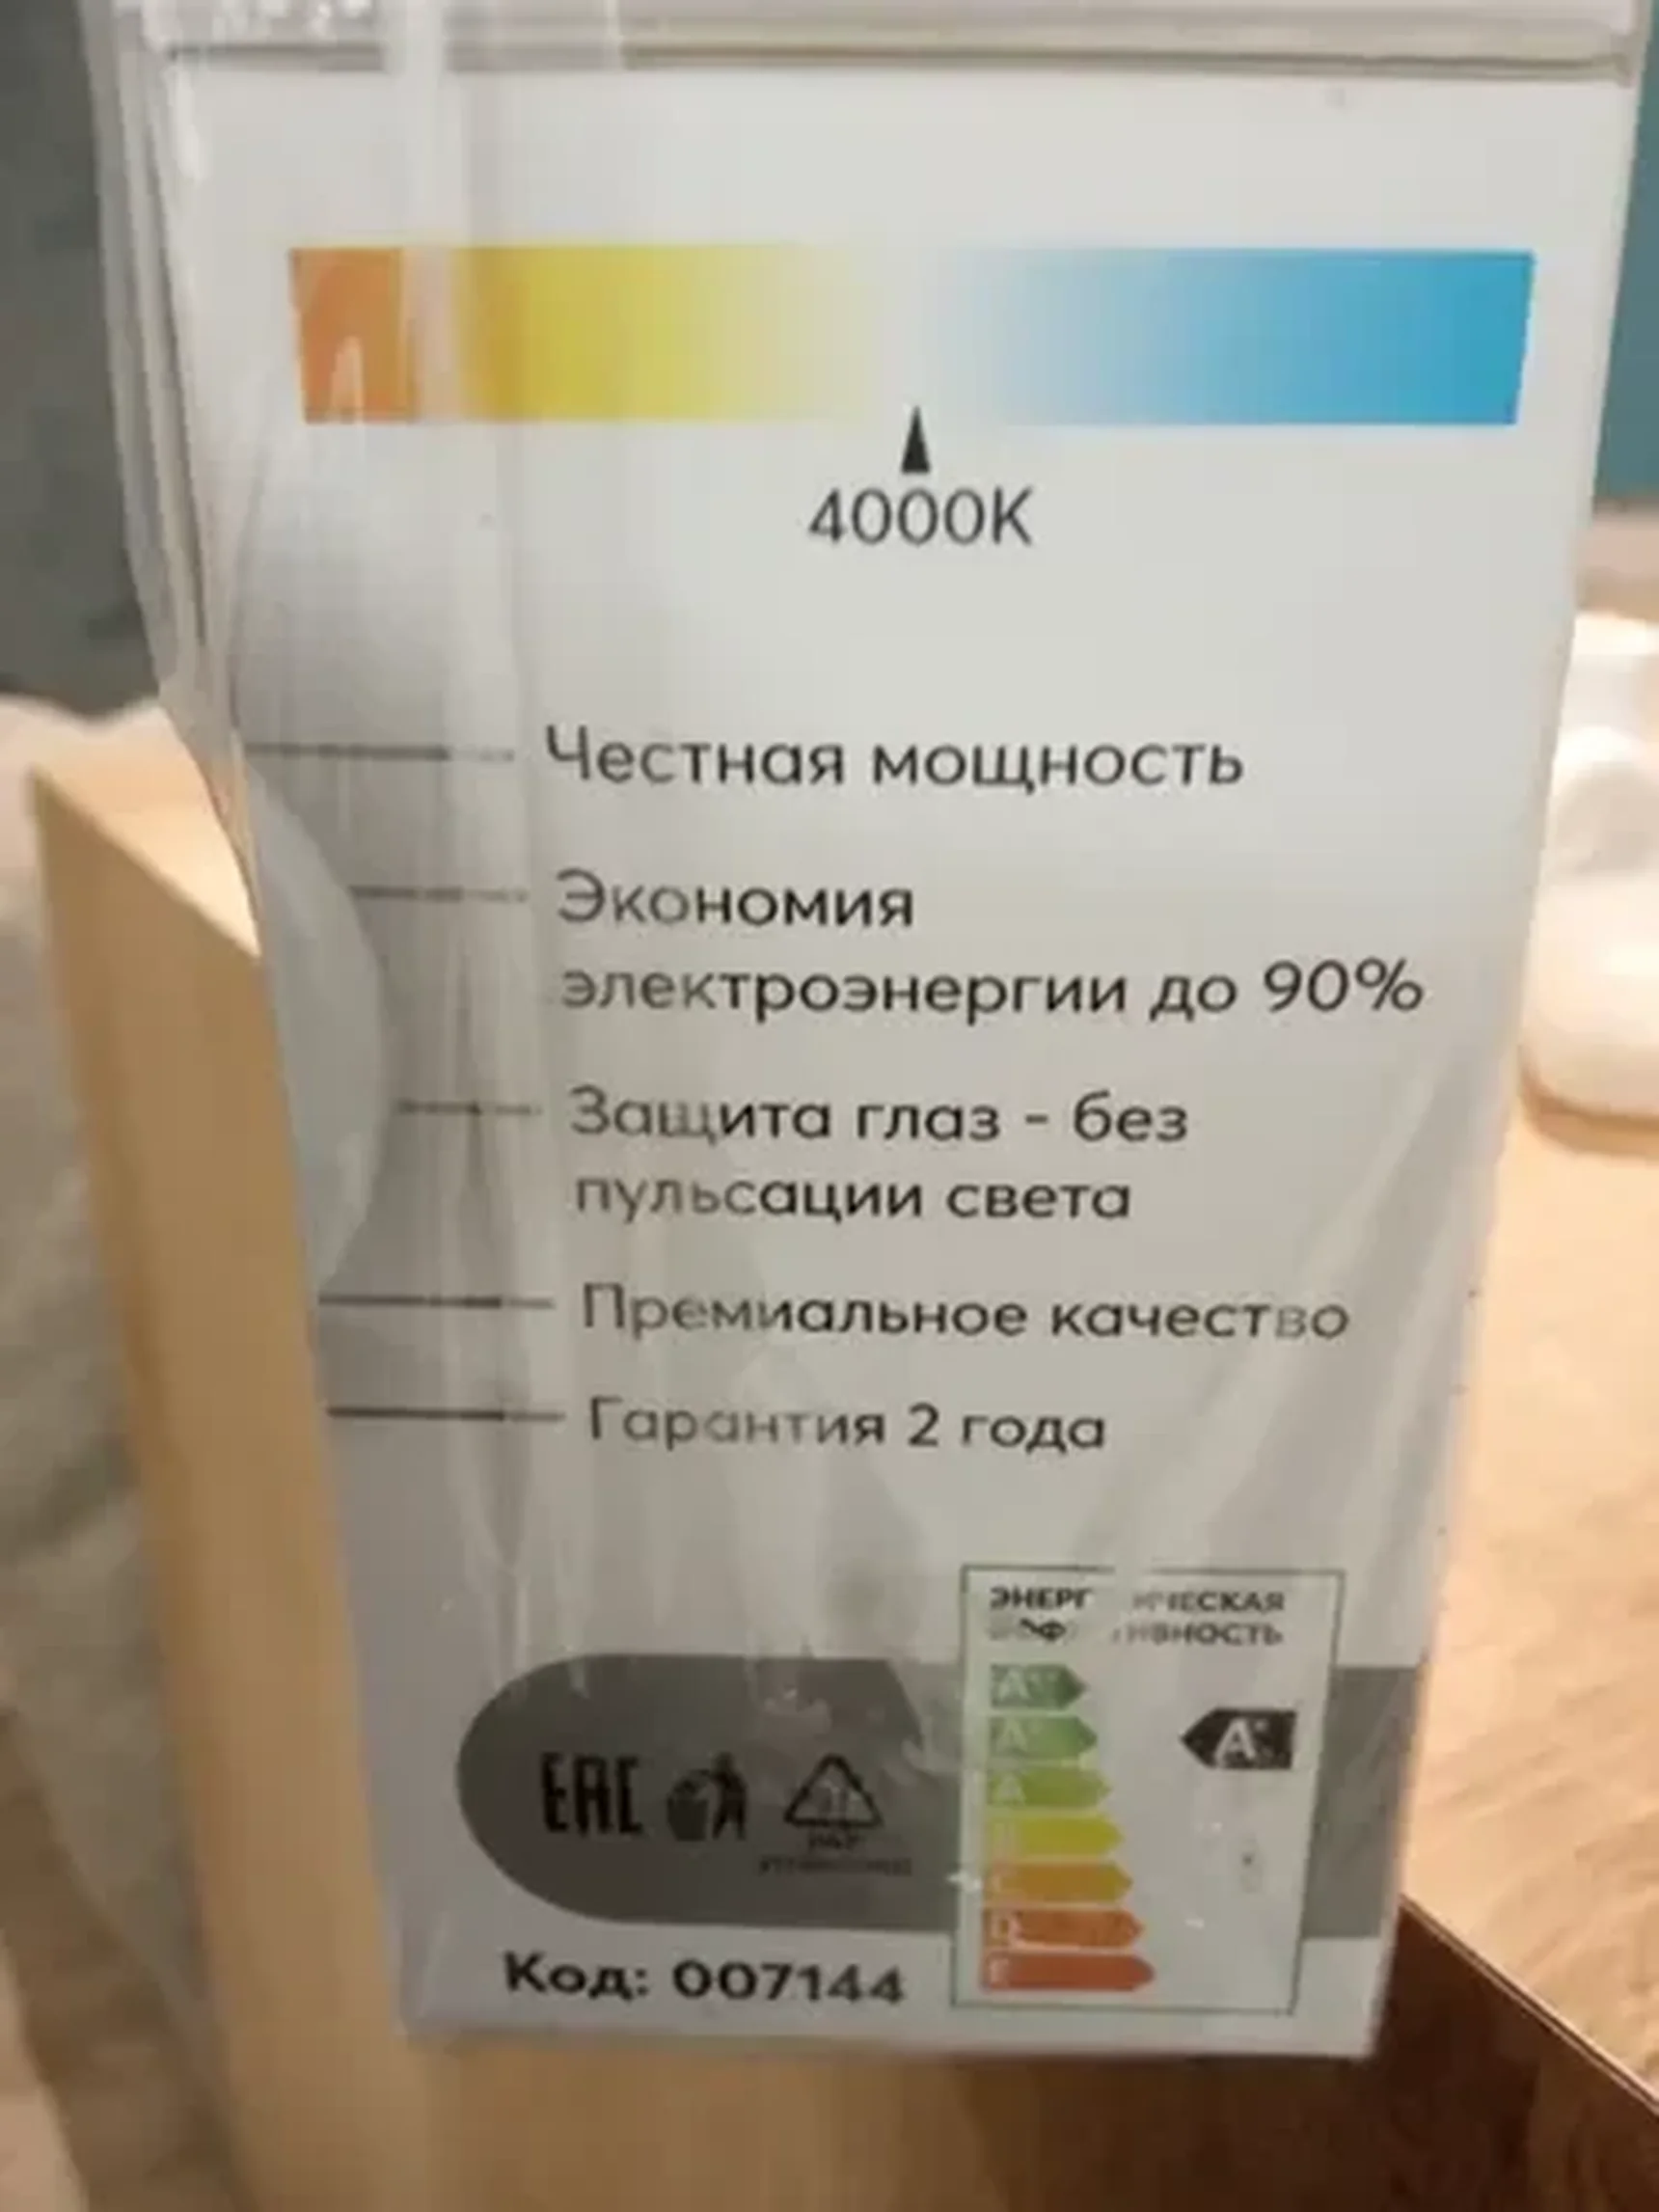 4000K
Честная мощность
Экономия
электроэнергии до 90%
Защита глаз - без
пульсации света
Премиальное качество
Гарантия 2 года
A
A
A
A
D
E
EAC
PAP
Код: 007144